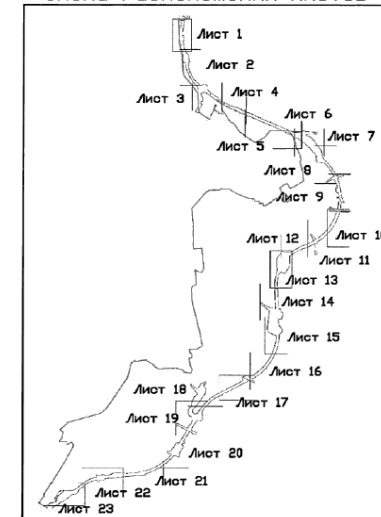 Лист 1
Лист 2
Лист 3
Лист 4
Лист 5
Лист 6
Лист 7
Лист 8
Лист 9
Лист 10
Лист 11
Лист 12
Лист 13
Лист 14
Лист 15
Лист 16
Лист 17
Лист 18
Лист 19
Лист 20
Лист 21
Лист 22
Лист 23